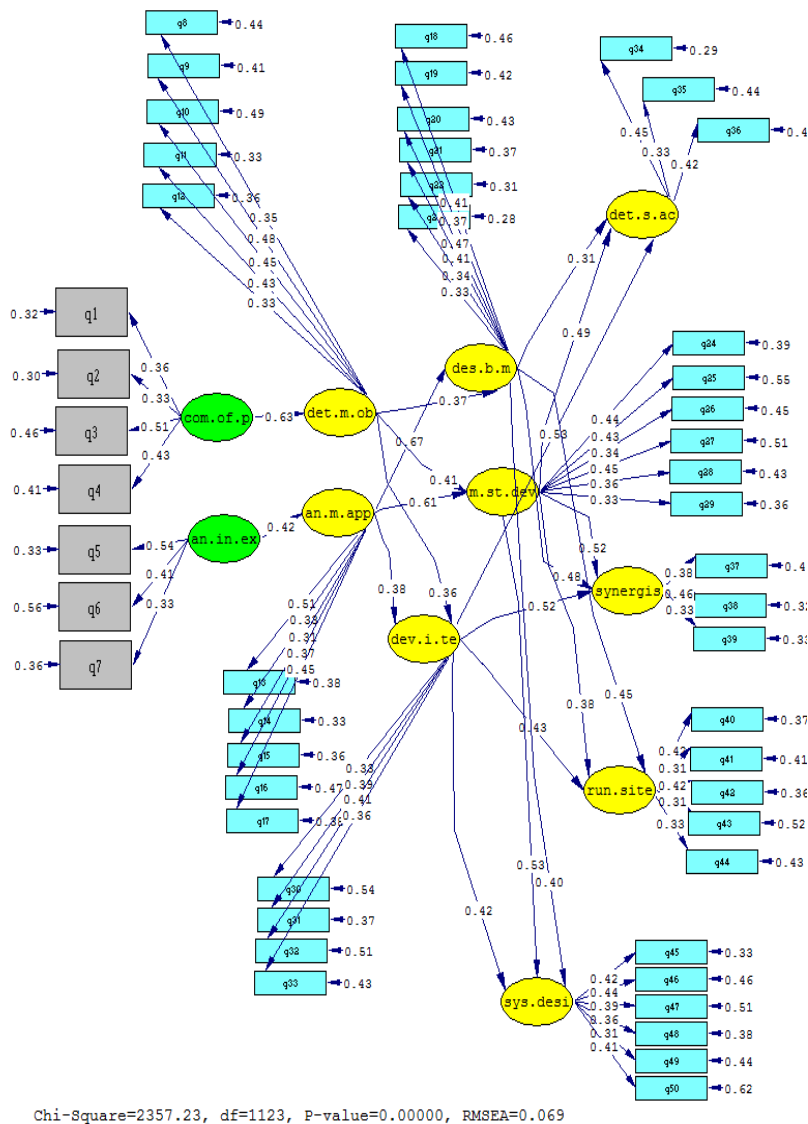 q8 0.44
q9 0.41
q10 0.49
q11 0.33
q12 0.36
0.35
0.48
0.45
0.43
0.33
q18 0.46
q19 0.42
q20 0.43
q21 0.37
q22 0.31
0.28
0.41
0.37
0.47
0.41
0.34
0.33
q34 0.29
q35 0.44
q36
0.45
0.33
0.42
det.s.ac
0.31
0.49
0.32 q1
0.30 q2
0.46 q3
0.41 q4
0.33 q5
0.56 q6
0.36 q7
0.36
0.33
0.51
0.43
com.of.p
0.63
det.m.ob
0.54
0.41
0.33
an.in.ex
0.42
an.m.app
des.b.m
0.37
0.67
0.41
0.61
m.st.dev
0.53
0.38
0.36
dev.i.te
0.52
0.48
0.52
synergis
q24 0.39
q25 0.55
q26 0.45
q27 0.51
q28 0.43
q29 0.36
0.44
0.43
0.34
0.45
0.36
0.33
q37
q38
q39 0.33
0.38
0.46
0.33
0.51
0.33
0.31
0.37
0.45
q13 0.38
q14 0.33
q15 0.36
q16 0.47
q17
0.33
0.39
0.41
0.36
q30 0.54
q31 0.37
q32 0.51
q33 0.43
0.43
0.38
0.45
run.site
q40 0.37
q41 0.41
q42 0.36
q43 0.52
q44 0.43
0.42
0.31
0.42
0.31
0.33
0.42
0.53
0.40
sys.desi
q45 0.33
q46 0.46
q47 0.51
q48 0.38
q49 0.44
q50 0.62
0.42
0.44
0.39
0.36
0.31
0.41
Chi-Square=2357.23, df=1123, P-value=0.00000, RMSEA=0.069